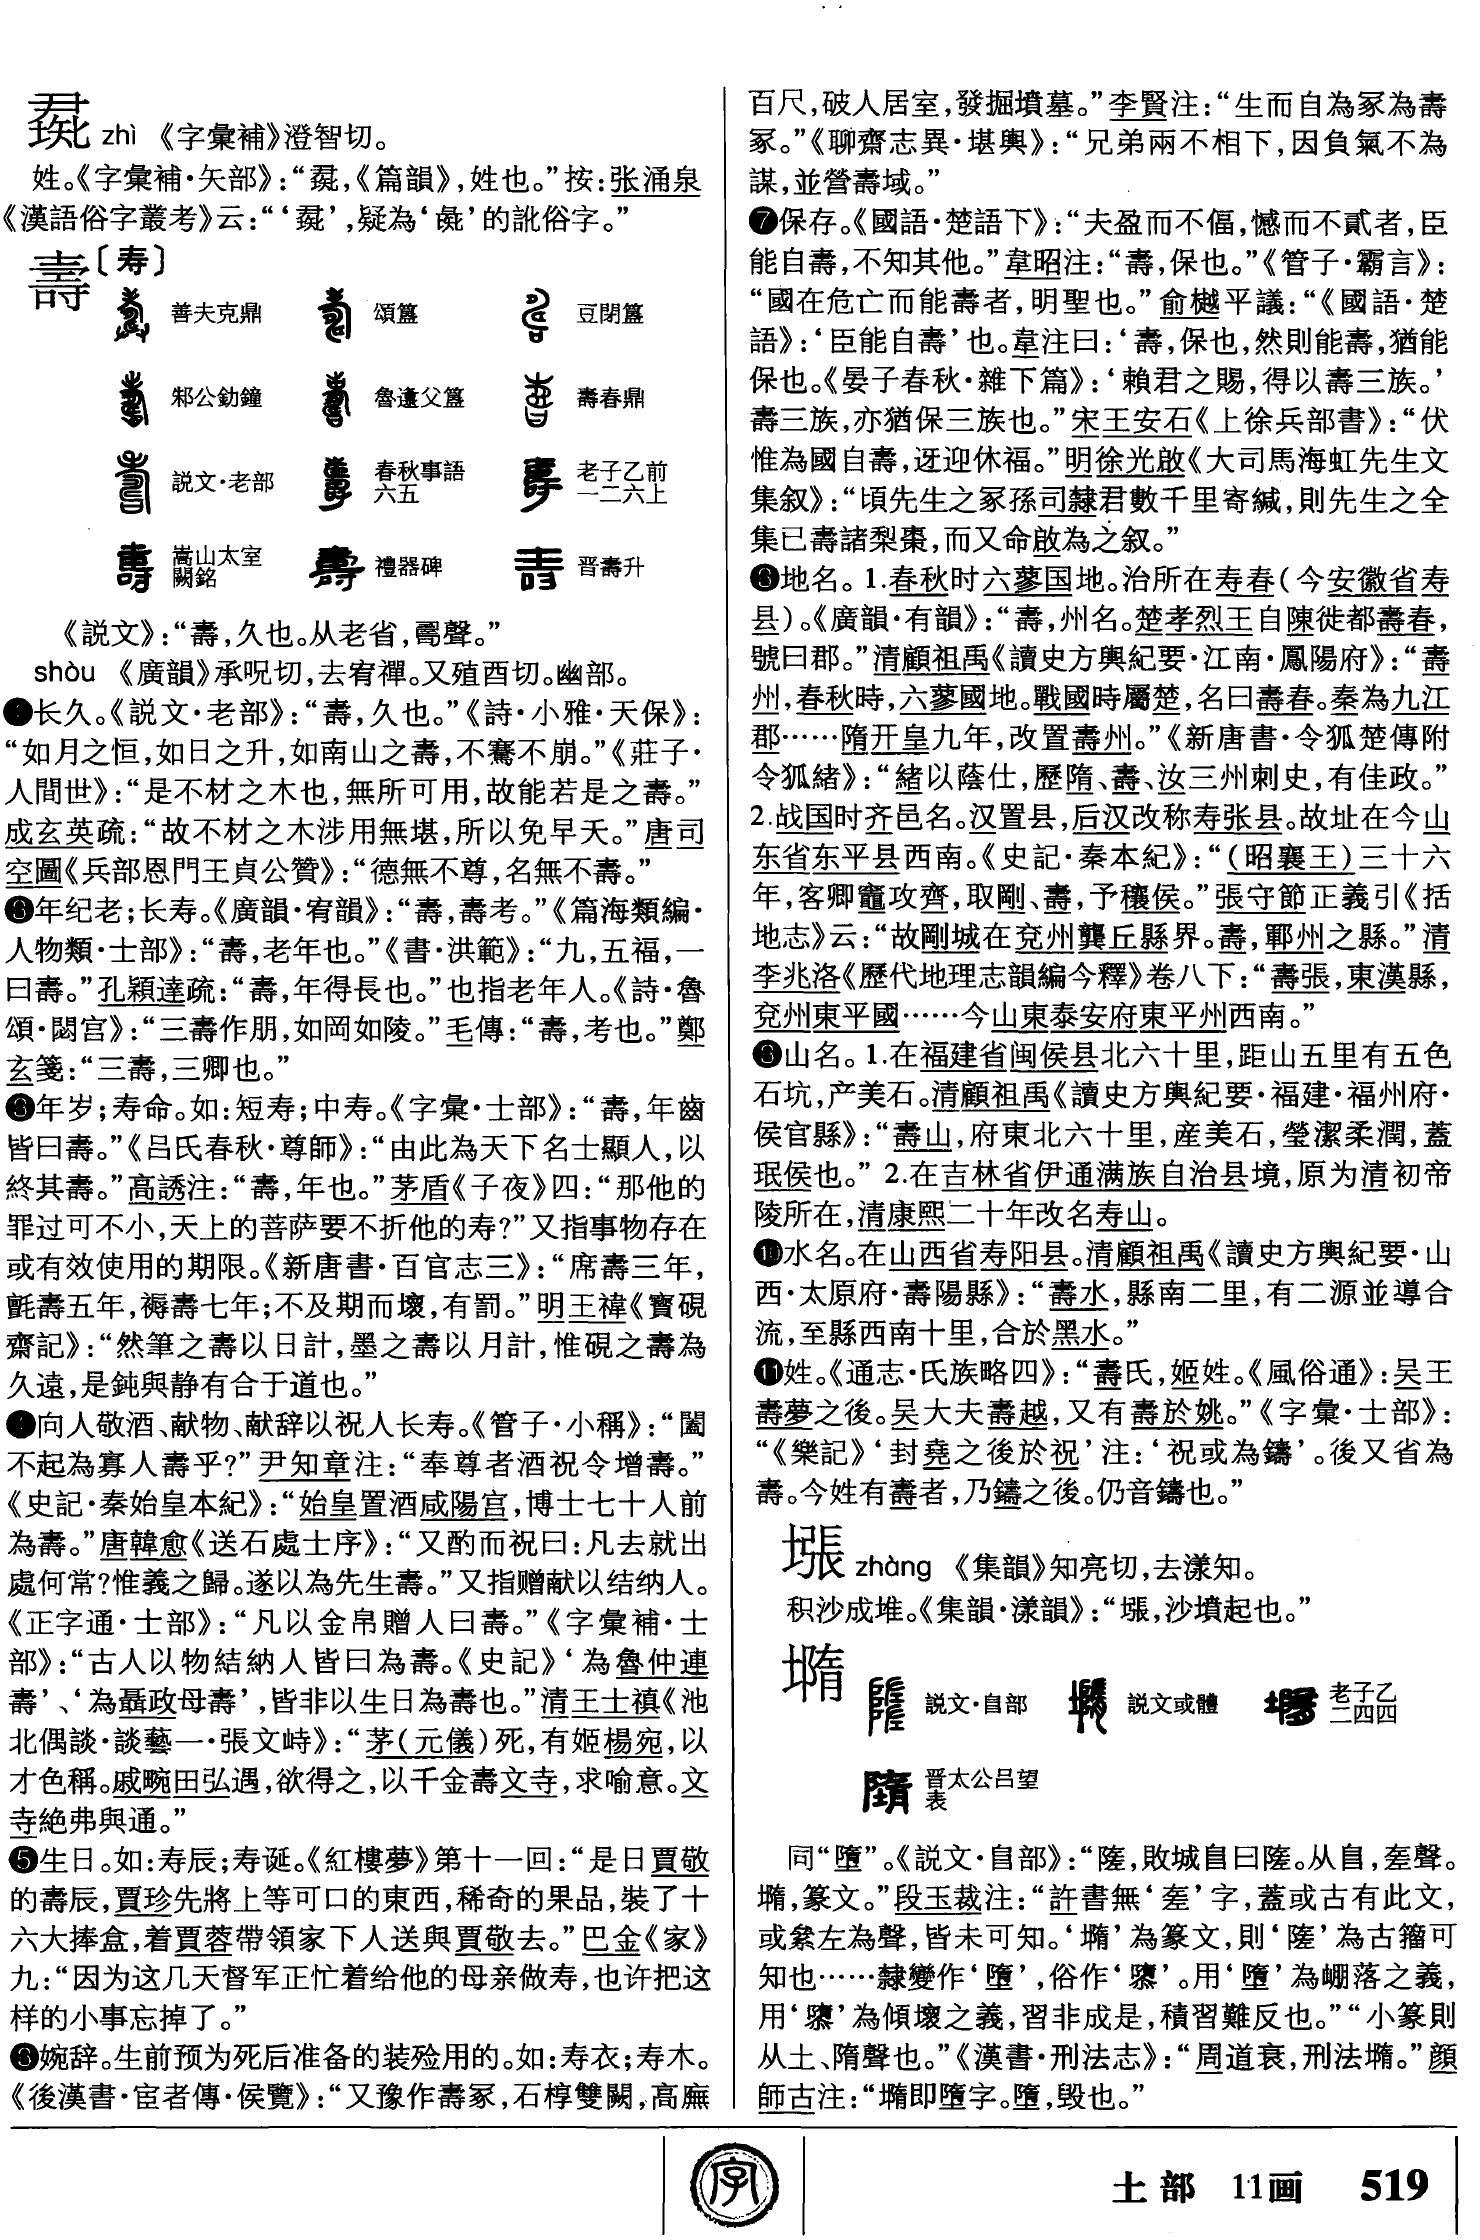 zhì 《字彙補》澄智切。
姓。《字彙補·矢部》：“，《篇韻》，姓也。”按：张涌泉
《漢語俗字叢考》云：“‘’，疑為‘彘’的訛俗字。”
壽〔寿〕
善夫克鼎 頌簋 豆閉簋
邾公釛鐘 魯父簋 壽春鼎
説文·老部 春秋事語六五 老子乙前一二六上
嵩山太室闕銘 禮器碑 晋壽升
《説文》：“壽，久也。从老省，聲。”
shòu 《廣韻》承呪切，去宥禪。又殖酉切。幽部。
❶长久。《説文·老部》：“壽，久也。”《詩·小雅·天保》：
“如月之恒，如日之升，如南山之壽，不騫不崩。”《莊子·
人間世》：“是不材之木也，無所可用，故能若是之壽。”
成玄英疏：“故不材之木涉用無堪，所以免早夭。”唐司
空圖《兵部恩門王貞公贊》：“德無不尊，名無不壽。”
❷年纪老；长寿。《廣韻·宥韻》：“壽，壽考。”《篇海類編·
人物類·士部》：“壽，老年也。”《書·洪範》：“九，五福，一
曰壽。”孔穎達疏：“壽，年得長也。”也指老年人。《詩·魯
頌·閟宫》：“三壽作朋，如岡如陵。”毛傳：“壽，考也。”鄭
玄箋：“三壽，三卿也。”
❸年岁；寿命。如：短寿；中寿。《字彙·士部》：“壽，年齒
皆曰壽。”《吕氏春秋·尊師》：“由此為天下名士顯人，以
終其壽。”高誘注：“壽，年也。”茅盾《子夜》四：“那他的
罪过可不小，天上的菩萨要不折他的寿？”又指事物存在
或有效使用的期限。《新唐書·百官志三》：“席壽三年，
氈壽五年，褥壽七年；不及期而壞，有罰。”明王禕《寳硯
齋記》：“然筆之壽以日計，墨之壽以月計，惟硯之壽為
久遠，是鈍與静有合于道也。”
❹向人敬酒、献物、献辞以祝人长寿。《管子·小稱》：“闔
不起為寡人壽乎？”尹知章注：“奉尊者酒祝令增壽。”
《史記·秦始皇本紀》：“始皇置酒咸陽宫，博士七十人前
為壽。”唐韓愈《送石處士序》：“又酌而祝曰：凡去就出
處何常？惟義之歸。遂以為先生壽。”又指赠献以结纳人。
《正字通·士部》：“凡以金帛贈人曰壽。”《字彙補·士
部》：“古人以物結納人皆曰為壽。《史記》‘為魯仲連
壽’、‘為聶政母壽’，皆非以生日為壽也。”清王士禛《池
北偶談·談藝一·張文峙》：“茅（元儀）死，有姬楊宛，以
才色稱。戚畹田弘遇，欲得之，以千金壽文寺，求喻意。文
寺絶弗與通。”
❺生日。如：寿辰；寿诞。《紅樓夢》第十一回：“是日賈敬
的壽辰，賈珍先將上等可口的東西，稀奇的果品，裝了十
六大捧盒，着賈蓉帶領家下人送與賈敬去。”巴金《家》
九：“因为这几天督军正忙着给他的母亲做寿，也许把这
样的小事忘掉了。”
❻婉辞。生前预为死后准备的装殓用的。如：寿衣；寿木。
《後漢書·宦者傳·侯覽》：“又豫作壽冢，石椁雙闕，高廡
百尺，破人居室，發掘墳墓。”李賢注：“生而自為冢為壽
冢。”《聊齋志異·堪輿》：“兄弟兩不相下，因負氣不為
謀，並營壽域。”
❼保存。《國語·楚語下》：“夫盈而不偪，憾而不貳者，臣
能自壽，不知其他。”韋昭注：“壽，保也。”《管子·霸言》：
“國在危亡而能壽者，明聖也。”俞樾平議：“《國語·楚
語》：‘臣能自壽’也。韋注曰：‘壽，保也，然則能壽，猶能
保也。《晏子春秋·雜下篇》：‘賴君之賜，得以壽三族。’
壽三族，亦猶保三族也。”宋王安石《上徐兵部書》：“伏
惟為國自壽，迓迎休福。”明徐光啟《大司馬海虹先生文
集叙》：“頃先生之冢孫司隸君數千里寄緘，則先生之全
集已壽諸梨棗，而又命啟為之叙。”
❽地名。1.春秋时六蓼国地。治所在寿春（今安徽省寿
县）。《廣韻·有韻》：“壽，州名。楚孝烈王自陳徙都壽春，
號曰郡。”清顧祖禹《讀史方輿紀要·江南·鳳陽府》：“壽
州，春秋時，六蓼國地。戰國時屬楚，名曰壽春。秦為九江
郡……隋开皇九年，改置壽州。”《新唐書·令狐楚傳附
令狐緒》：“緒以蔭仕，歷隋、壽、汝三州刺史，有佳政。”
2.战国时齐邑名。汉置县，后汉改称寿张县。故址在今山
东省东平县西南。《史記·秦本紀》：“（昭襄王）三十六
年，客卿竈攻齊，取剛、壽，予穰侯。”張守節正義引《括
地志》云：“故剛城在兗州龔丘縣界。壽，鄆州之縣。”清
李兆洛《歷代地理志韻編今釋》卷八下：“壽張，東漢縣，
兗州東平國……今山東泰安府東平州西南。”
❾山名。1.在福建省闽侯县北六十里，距山五里有五色
石坑，产美石。清顧祖禹《讀史方輿紀要·福建·福州府·
侯官縣》：“壽山，府東北六十里，産美石，瑩潔柔潤，蓋
珉侯也。”2.在吉林省伊通满族自治县境，原为清初帝
陵所在，清康熙二十年改名寿山。
❿水名。在山西省寿阳县。清顧祖禹《讀史方輿紀要·山
西·太原府·壽陽縣》：“壽水，縣南二里，有二源並導合
流，至縣西南十里，合於黑水。”
⓫姓。《通志·氏族略四》：“壽氏，姬姓。《風俗通》：吴王
壽夢之後。吴大夫壽越，又有壽於姚。”《字彙·士部》：
“《樂記》‘封堯之後於祝’注：‘祝或為鑄’。後又省為
壽。今姓有壽者，乃鑄之後。仍音鑄也。”
墬 zhàng 《集韻》知亮切，去漾知。
积沙成堆。《集韻·漾韻》：“，沙墳起也。”
墮 説文·𨸏部 説文或體 老子乙二四四
晋太公吕望表
同“墮”。《説文·𨸏部》：“隓，敗城𨸏曰隓。从𨸏，㚍聲。
㙐，篆文。”段玉裁注：“許書無‘㚍’字，蓋或古有此文，
或絫左為聲，皆未可知。‘㙐’為篆文，則‘隓’為古籀可
知也……隸變作‘墮’，俗作‘隳’。用‘墮’為崩落之義，
用‘隳’為傾壞之義，習非成是，積習難反也。”“小篆則
从土、隋聲也。”《漢書·刑法志》：“周道衰，刑法㙐。”顔
師古注：“㙐即墮字。墮，毁也。”
字
土部 11画 519